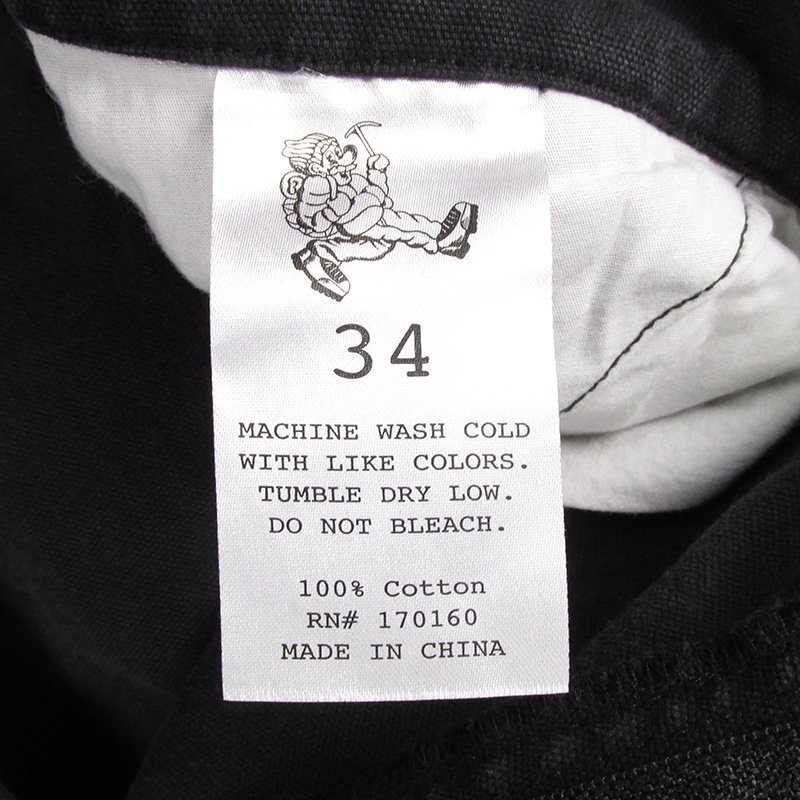 34
MACHINE WASH COLD
WITH LIKE COLORS.
TUMBLE DRY LOW.
DO NOT BLEACH.
100% Cotton
RN# 170160
MADE IN CHINA